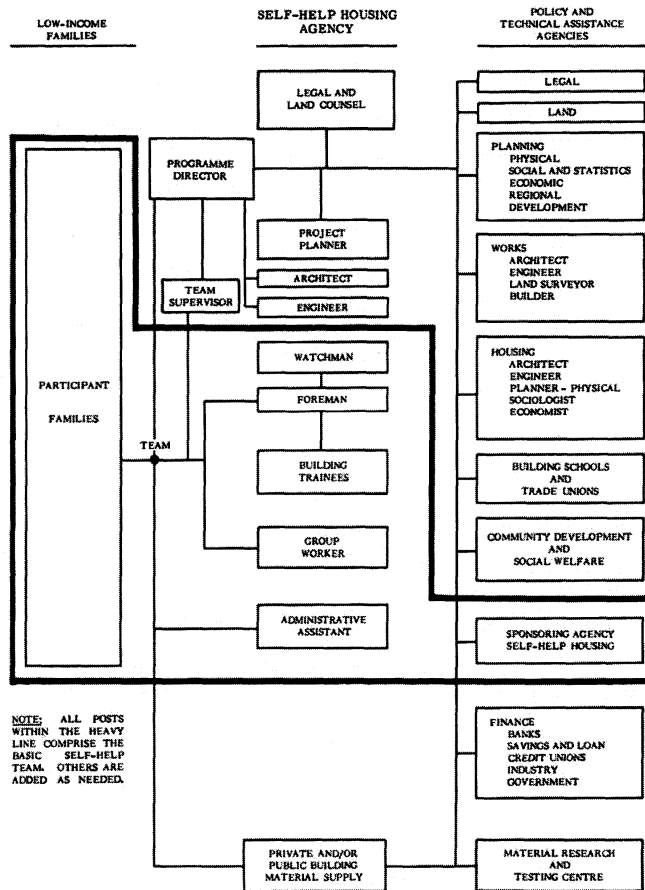 LOW-INCOME
FAMILIES
SELF-HELP HOUSING
AGENCY
POLICY AND
TECHNICAL ASSISTANCE
AGENCIES
LEGAL AND
LAND COUNSEL
LEGAL
LAND
PROGRAMME
DIRECTOR
PLANNING
PHYSICAL
SOCIAL AND STATISTICS
ECONOMIC
REGIONAL
DEVELOPMENT
PROJECT
PLANNER
ARCHITECT
ENGINEER
TEAM
SUPERVISOR
WORKS
ARCHITECT
ENGINEER
LAND SURVEYOR
BUILDER
WATCHMAN
FOREMAN
BUILDING
TRAINEES
HOUSING
ARCHITECT
ENGINEER
PLANNER - PHYSICAL
SOCIOLOGIST
ECONOMIST
PARTICIPANT
FAMILIES
TEAM
BUILDING SCHOOLS
AND
TRADE UNIONS
GROUP
WORKER
COMMUNITY DEVELOPMENT
AND
SOCIAL WELFARE
ADMINISTRATIVE
ASSISTANT
SPONSORING AGENCY
SELF-HELP HOUSING
NOTE: ALL POSTS
WITHIN THE HEAVY
LINE COMPRISE THE
BASIC SELF-HELP
TEAM. OTHERS ARE
ADDED AS NEEDED.
FINANCE
BANKS
SAVINGS AND LOAN
CREDIT UNIONS
INDUSTRY
GOVERNMENT
PRIVATE AND/OR
PUBLIC BUILDING
MATERIAL SUPPLY
MATERIAL RESEARCH
AND
TESTING CENTRE